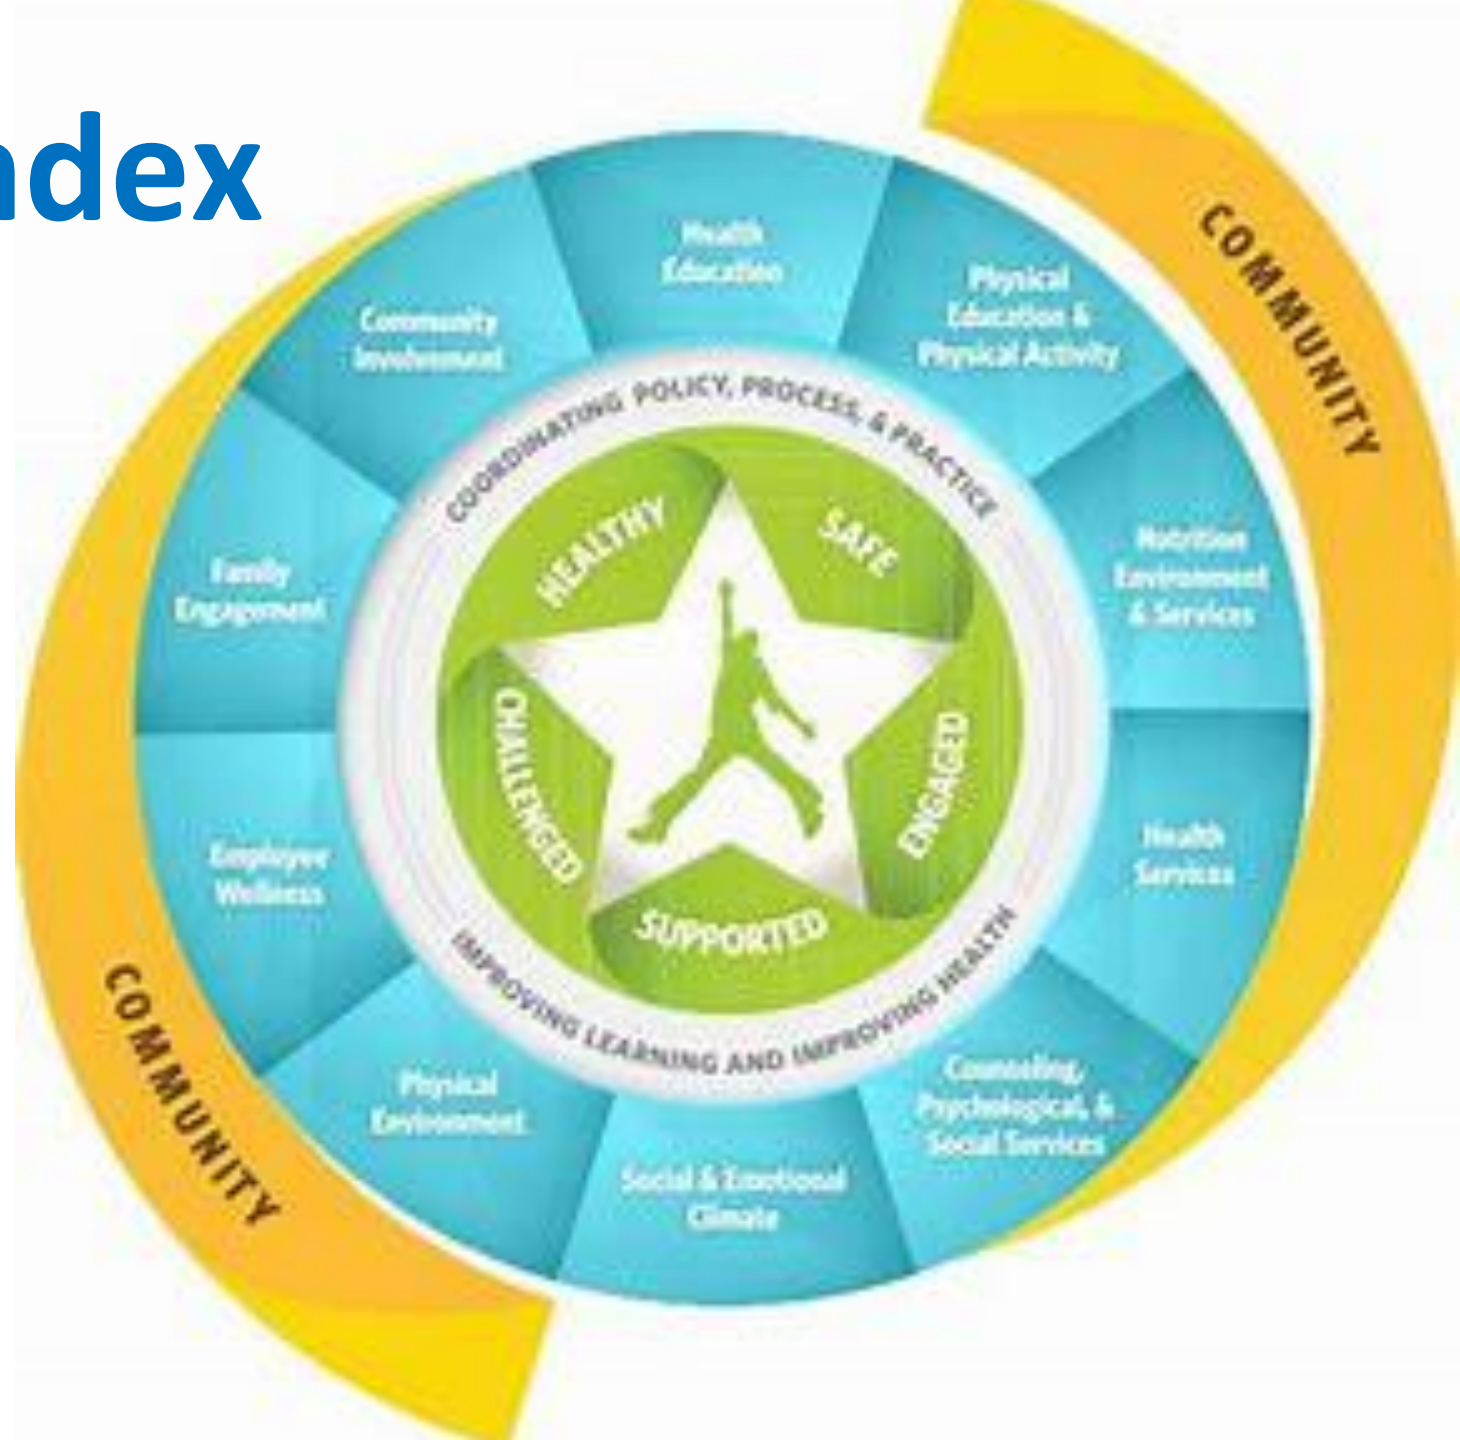 ndex
COMMUNITY
Health
Education
Physical
Education &
Physical Activity
Nutrition
Environment
& Services
Health
Services
Counseling,
Psychological, &
Social Services
Social & Emotional
Climate
Physical
Environment
Employee
Wellness
Family
Engagement
Community
Involvement
COORDINATING POLICY, PROCESS, & PRACTICE
IMPROVING LEARNING AND IMPROVING HEALTH
HEALTHY
SAFE
ENGAGED
SUPPORTED
CHALLENGED
COMMUNITY